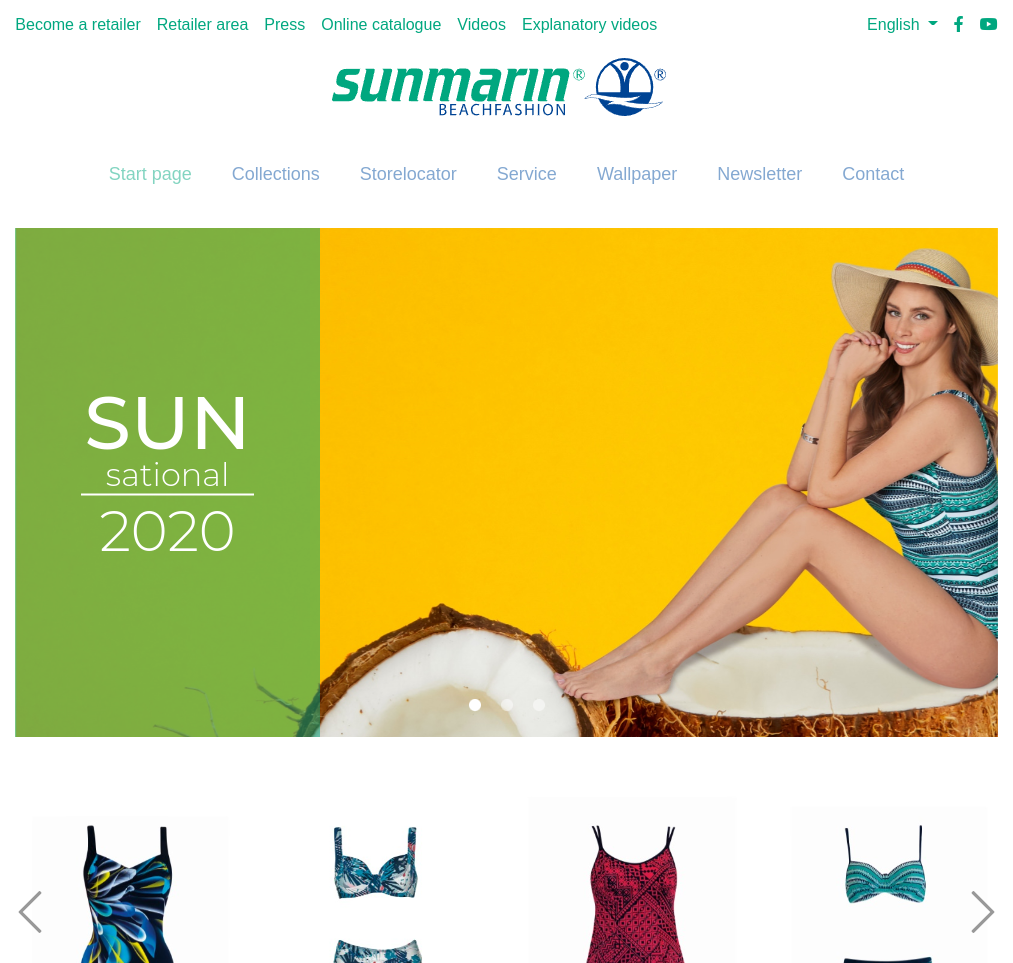 Become a retailer Retailer area Press Online catalogue Videos Explanatory videos English
sunmarin®
BEACHFASHION ®
Start page Collections Storelocator Service Wallpaper Newsletter Contact
SUN
sational
2020